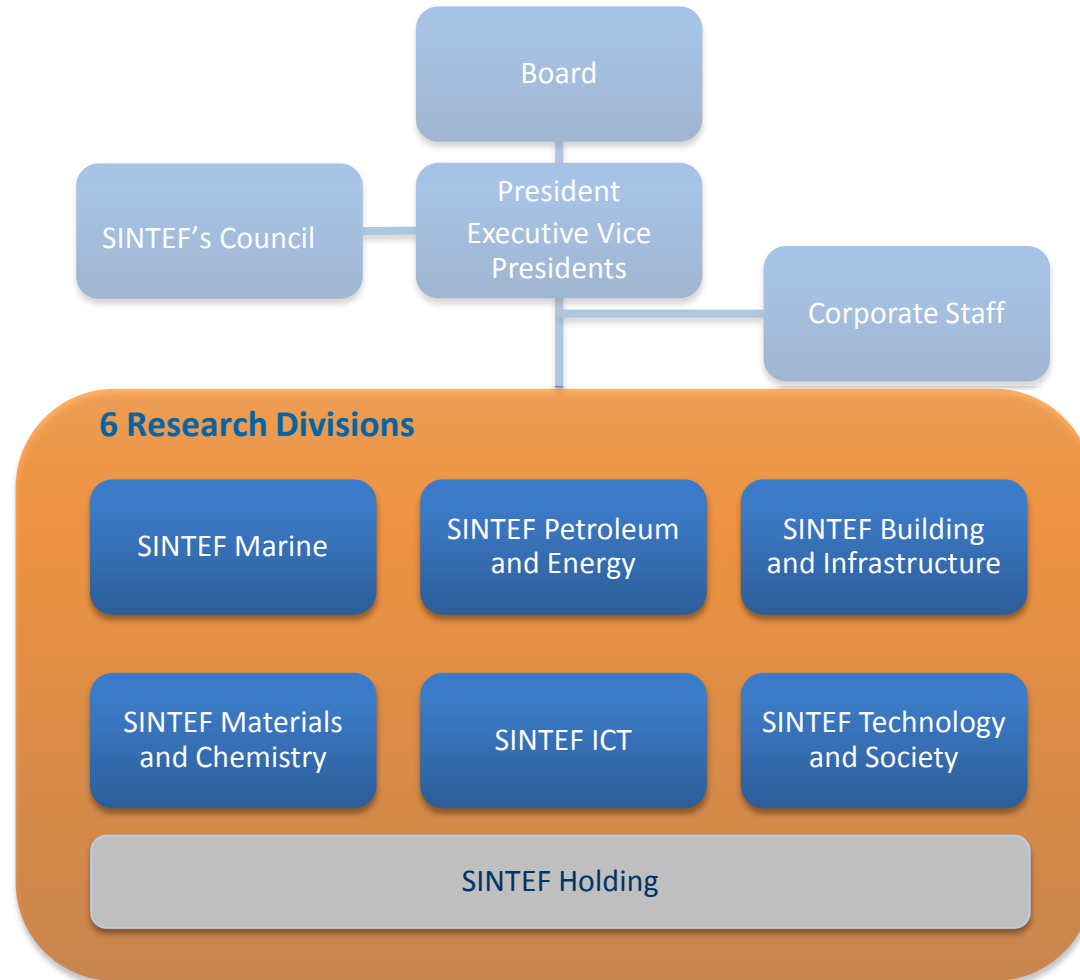 Board
President
Executive Vice
Presidents
SINTEF’s Council
Corporate Staff
6 Research Divisions
SINTEF Marine
SINTEF Petroleum
and Energy
SINTEF Building
and Infrastructure
SINTEF Materials
and Chemistry
SINTEF ICT
SINTEF Technology
and Society
SINTEF Holding